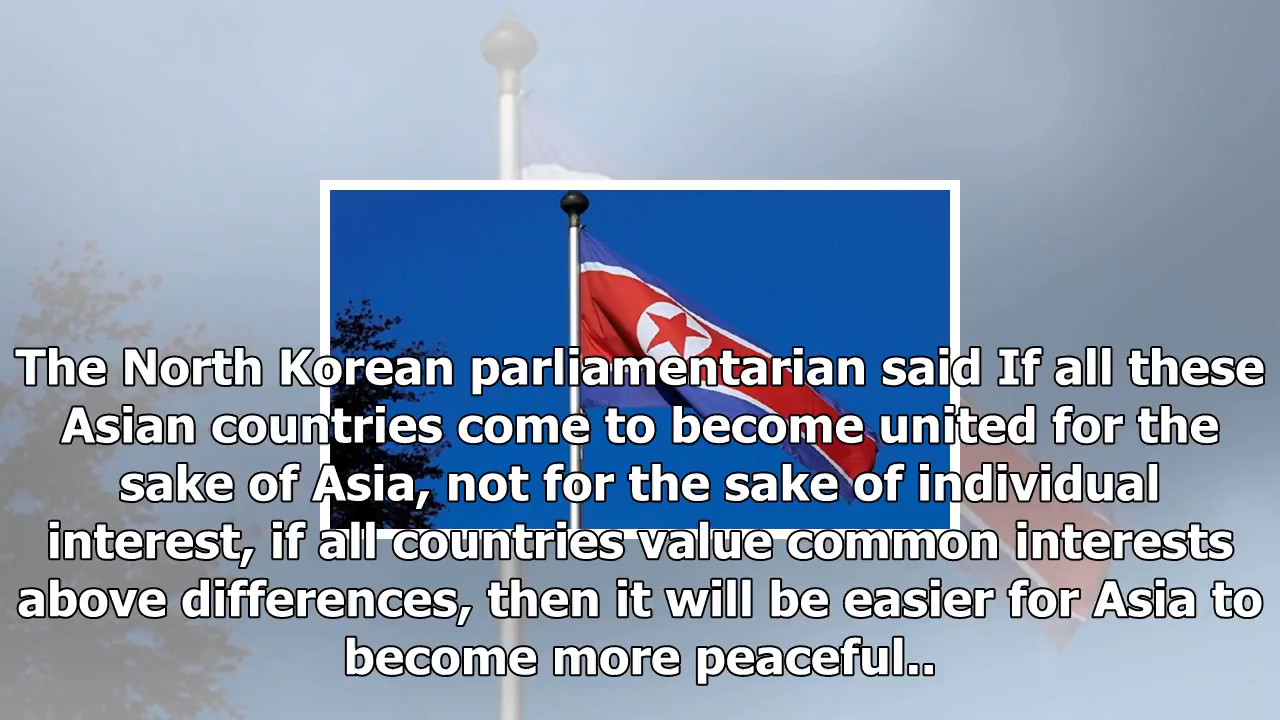 The North Korean parliamentarian said If all these
Asian countries come to become united for the
sake of Asia, not for the sake of individual
interest, if all countries value common interests
above differences, then it will be easier for Asia to
become more peaceful..